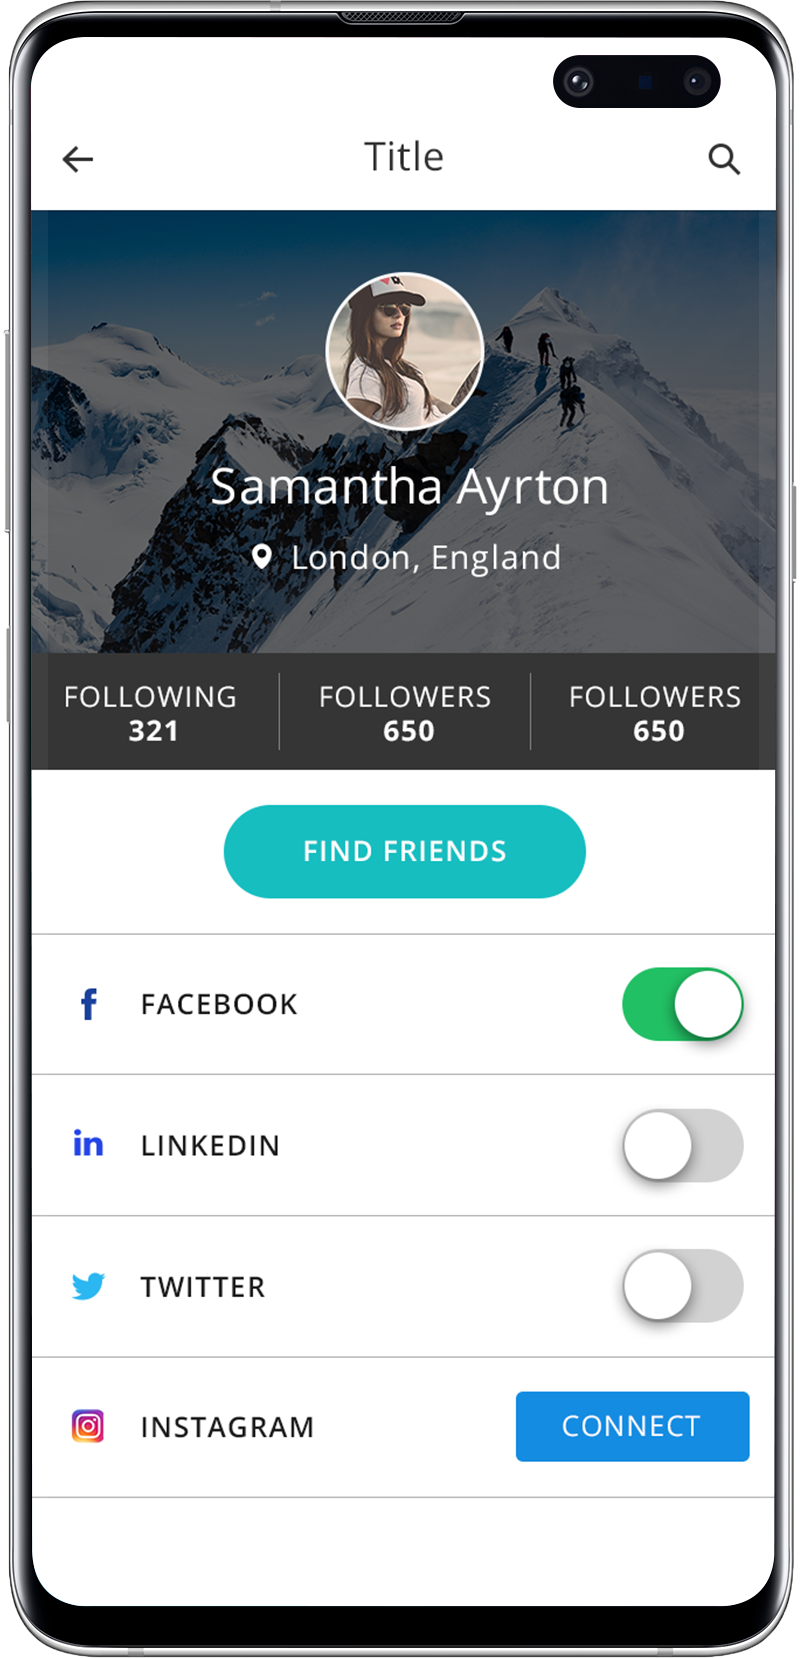 Title
Samantha Ayrton
London, England
FOLLOWING FOLLOWERS FOLLOWERS
321 650 650
FIND FRIENDS
f FACEBOOK
in LINKEDIN
TWITTER
INSTAGRAM CONNECT